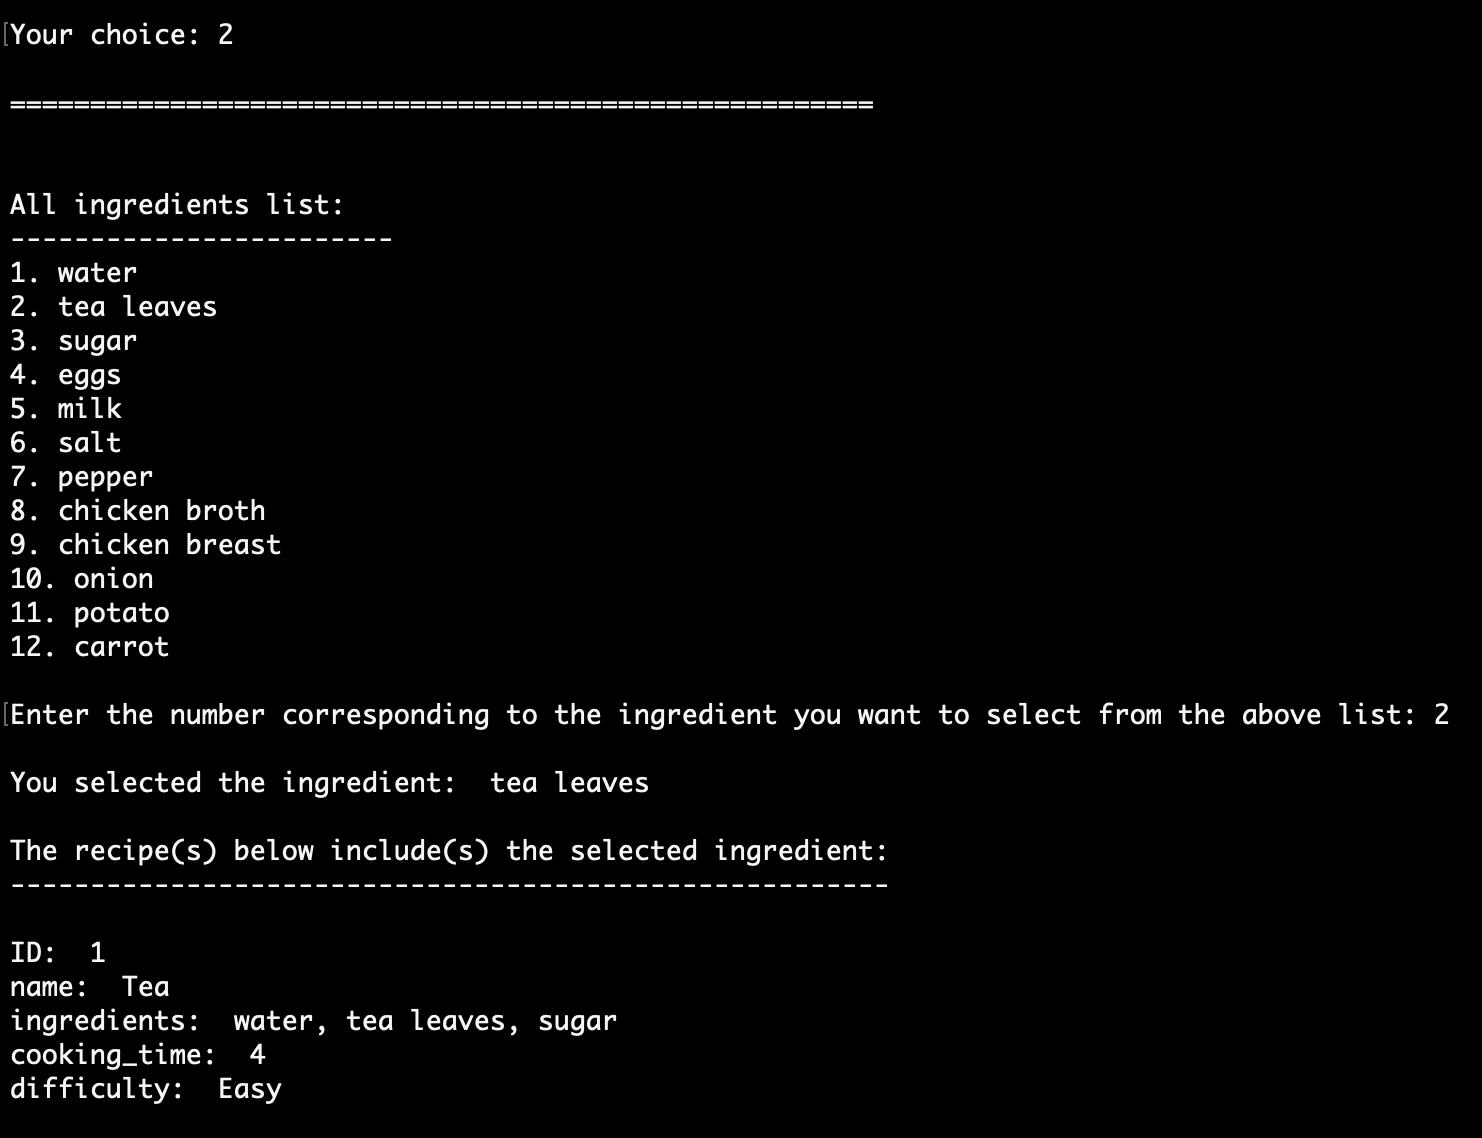 [Your choice: 2
======================================================
All ingredients list:
------------------------
1. water
2. tea leaves
3. sugar
4. eggs
5. milk
6. salt
7. pepper
8. chicken broth
9. chicken breast
10. onion
11. potato
12. carrot
[Enter the number corresponding to the ingredient you want to select from the above list: 2
You selected the ingredient:  tea leaves
The recipe(s) below include(s) the selected ingredient:
-------------------------------------------------------
ID:  1
name:  Tea
ingredients:  water, tea leaves, sugar
cooking_time:  4
difficulty:  Easy